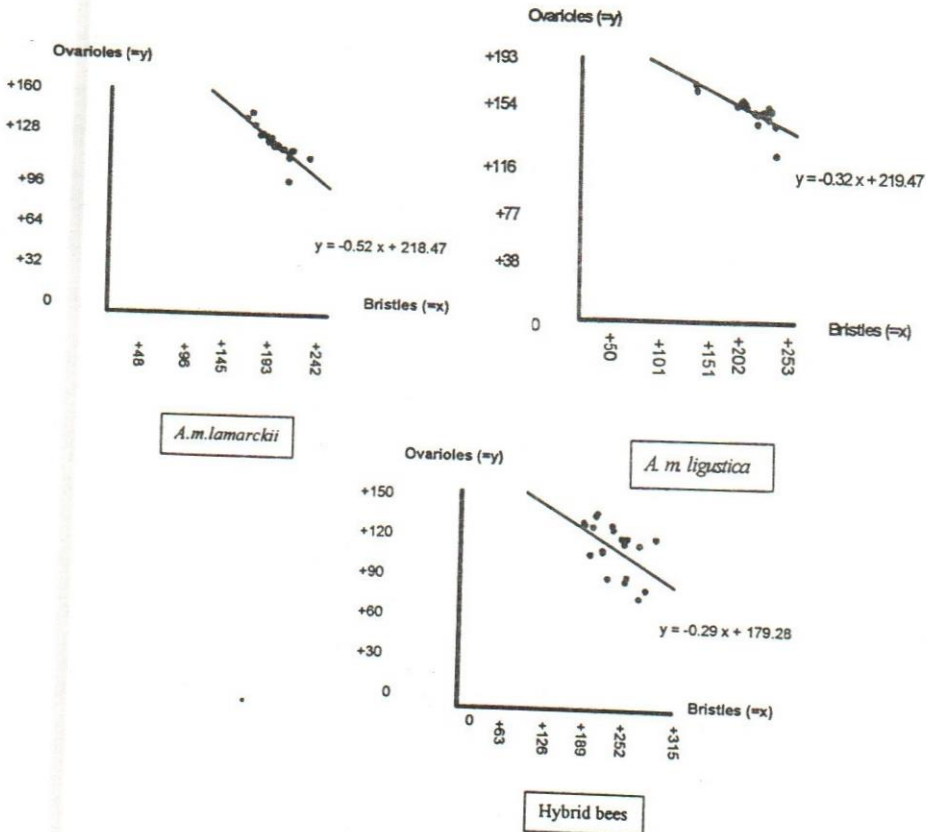 Ovarioles (=y)
+160
+128
+96
+64
+32
0
y = -0.52 x + 218.47
Bristles (=x)
+48
+96
+145
+193
+242
A.m.lamarckii
Ovarioles (=y)
+193
+154
+116
+77
+38
0
y = -0.32 x + 219.47
Bristles (=x)
+50
+101
+151
+202
+253
A. m. ligustica
Ovarioles (=y)
+150
+120
+90
+60
+30
0
y = -0.29 x + 179.28
Bristles (=x)
0
+63
+126
+189
+252
+315
Hybrid bees